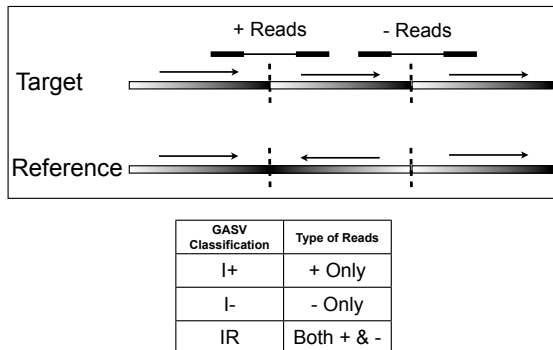 + Reads - Reads
Target
Reference
GASV Classification Type of Reads
I+ + Only
I- - Only
IR Both + & -